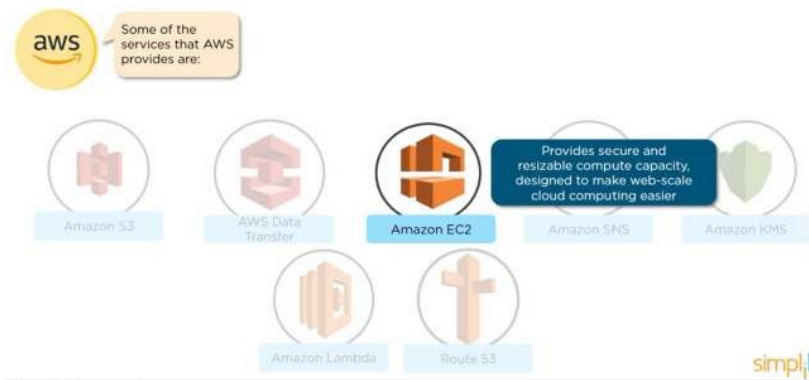 aws
Some of the
services that AWS
provides are:
Provides secure and
resizable compute capacity,
designed to make web-scale
cloud computing easier
Amazon S3
AWS Data
Transfer
Amazon EC2
Amazon SNS
Amazon KMS
Amazon Lambda
Route 53
simpl